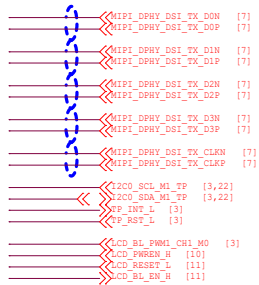 MIPI_DPHY_DSI_TX_D0N [7]
MIPI_DPHY_DSI_TX_D0P [7]
MIPI_DPHY_DSI_TX_D1N [7]
MIPI_DPHY_DSI_TX_D1P [7]
MIPI_DPHY_DSI_TX_D2N [7]
MIPI_DPHY_DSI_TX_D2P [7]
MIPI_DPHY_DSI_TX_D3N [7]
MIPI_DPHY_DSI_TX_D3P [7]
MIPI_DPHY_DSI_TX_CLKN [7]
MIPI_DPHY_DSI_TX_CLKP [7]
I2C0_SCL_M1_TP [3,22]
I2C0_SDA_M1_TP [3,22]
TP_INT_L [3]
TP_RST_L [3]
LCD_BL_PWM1_CH1_M0 [3]
LCD_PWREN_H [10]
LCD_RESET_L [11]
LCD_BL_EN_H [11]